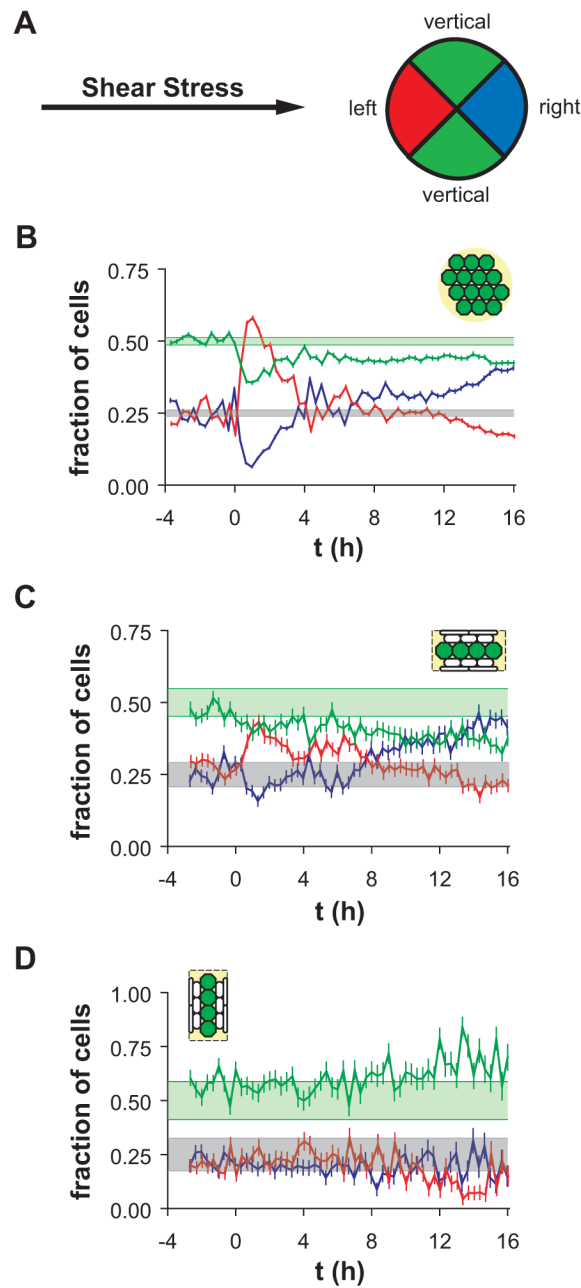 A
vertical
Shear Stress
left
right
vertical
B
0.75
0.50
0.25
0.00
fraction of cells
-4 0 4 8 12 16
t (h)
C
0.75
0.50
0.25
0.00
fraction of cells
-4 0 4 8 12 16
t (h)
D
1.00
0.75
0.50
0.25
0.00
fraction of cells
-4 0 4 8 12 16
t (h)